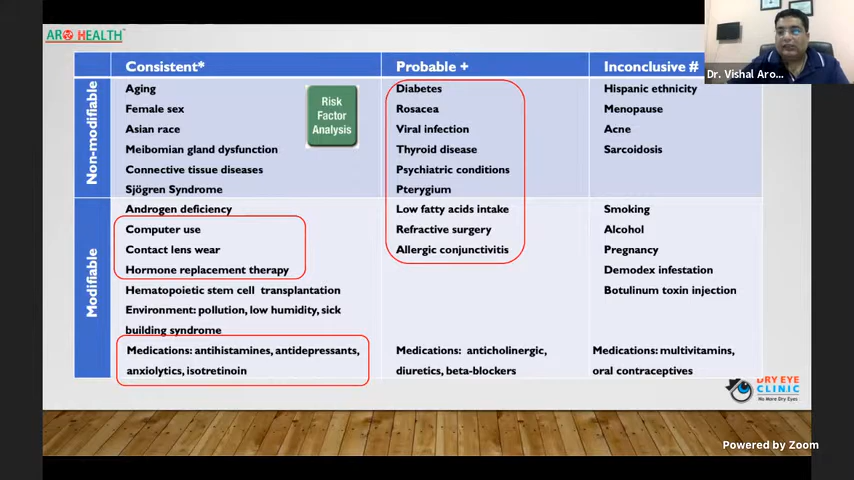 ARO HEALTH
Consistent*
Probable +
Inconclusive #
Dr. Vishal Aro...
Non-modifiable
Aging
Female sex
Asian race
Meibomian gland dysfunction
Connective tissue diseases
Sjögren Syndrome
Risk
Factor
Analysis
Diabetes
Rosacea
Viral infection
Thyroid disease
Psychiatric conditions
Pterygium
Hispanic ethnicity
Menopause
Acne
Sarcoidosis
Modifiable
Androgen deficiency
Computer use
Contact lens wear
Hormone replacement therapy
Hematopoietic stem cell transplantation
Environment: pollution, low humidity, sick
building syndrome
Medications: antihistamines, antidepressants,
anxiolytics, isotretinoin
Low fatty acids intake
Refractive surgery
Allergic conjunctivitis
Medications: anticholinergic,
diuretics, beta-blockers
Smoking
Alcohol
Pregnancy
Demodex infestation
Botulinum toxin injection
Medications: multivitamins,
oral contraceptives
DRY EYE
CLINIC
No More Dry Eyes
Powered by Zoom